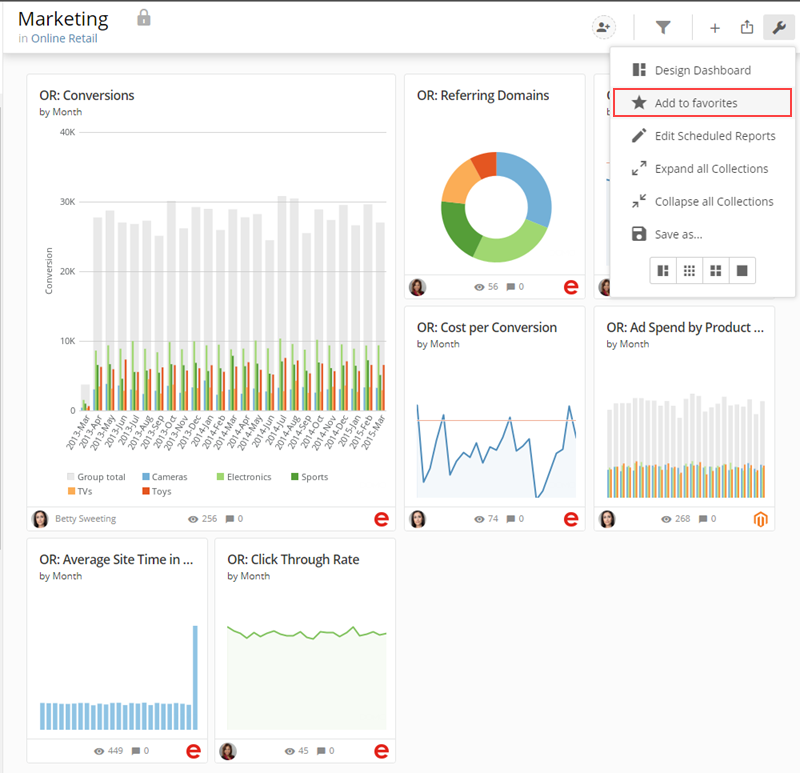 Marketing
in Online Retail
Design Dashboard
Add to favorites
Edit Scheduled Reports
Expand all Collections
Collapse all Collections
Save as...
OR: Conversions
by Month
40K
30K
20K
10K
0
Conversion
2013-Mar
2013-Apr
2013-May
2013-Jun
2013-Jul
2013-Aug
2013-Sep
2013-Oct
2013-Nov
2013-Dec
2014-Jan
2014-Feb
2014-Mar
2014-Apr
2014-May
2014-Jun
2014-Jul
2014-Aug
2014-Sep
2014-Oct
2014-Nov
2014-Dec
2015-Jan
2015-Feb
2015-Mar
Group total
Cameras
Electronics
Sports
TVs
Toys
Betty Sweeting
256
0
OR: Referring Domains
56
0
OR: Cost per Conversion
by Month
74
0
OR: Ad Spend by Product ...
by Month
268
0
OR: Average Site Time in ...
by Month
449
0
OR: Click Through Rate
by Month
45
0